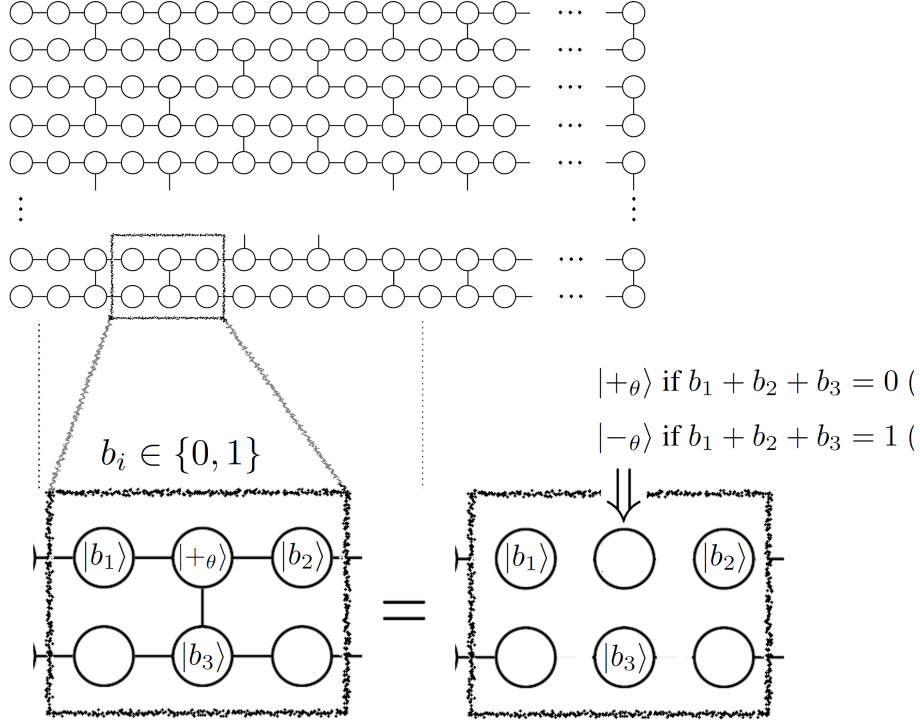 |+_θ⟩ if b_1 + b_2 + b_3 = 0 (
|−_θ⟩ if b_1 + b_2 + b_3 = 1 (
b_i ∈ {0, 1}
|b_1⟩ |+_θ⟩ |b_2⟩ |b_1⟩ |b_2⟩
=
|b_3⟩ |b_3⟩